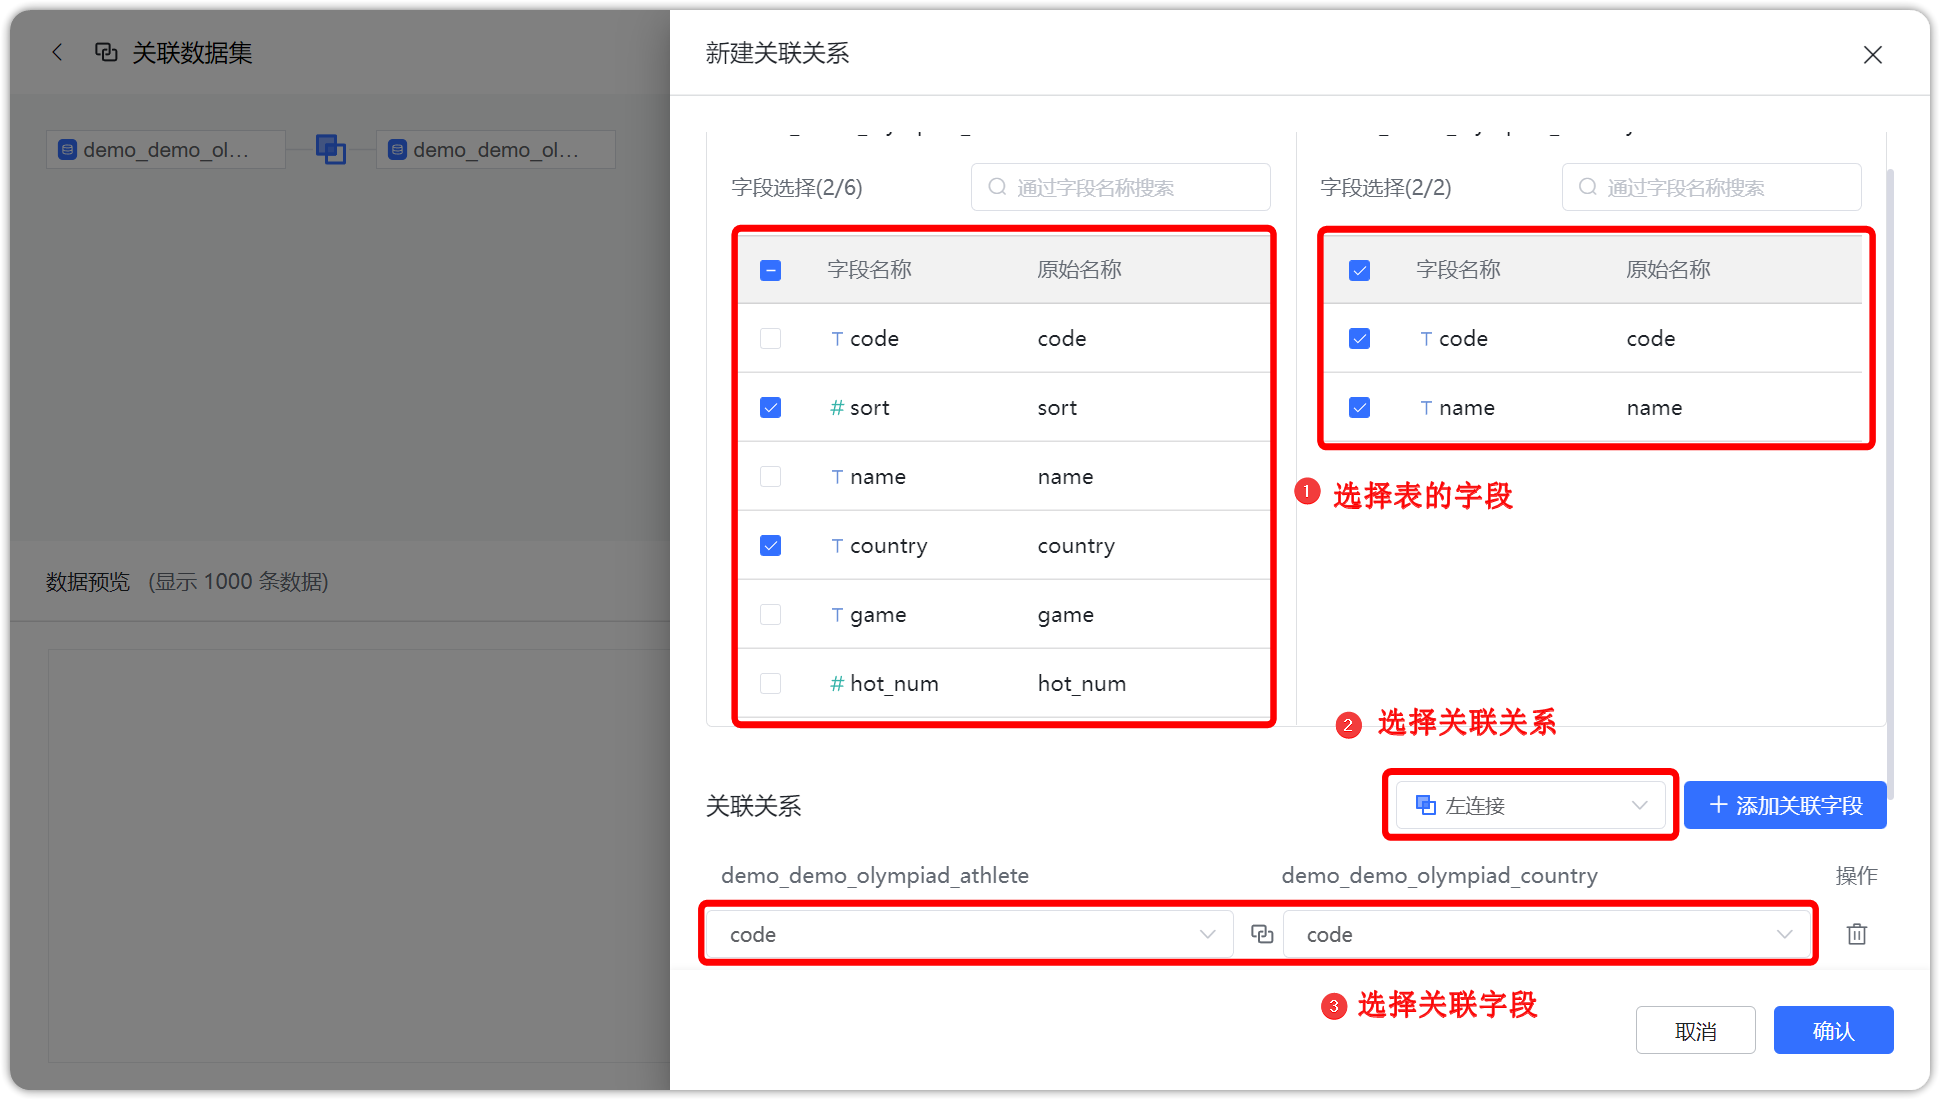 关联数据集
demo_demo_ol...
demo_demo_ol...
数据预览 (显示 1000 条数据)
新建关联关系
字段选择(2/6)
通过字段名称搜索
字段名称 原始名称
code code
sort sort
name name
country country
game game
hot_num hot_num
字段选择(2/2)
通过字段名称搜索
字段名称 原始名称
code code
name name
1 选择表的字段
2 选择关联关系
关联关系
左连接
+ 添加关联字段
demo_demo_olympiad_athlete
demo_demo_olympiad_country
操作
code
code
3 选择关联字段
取消
确认